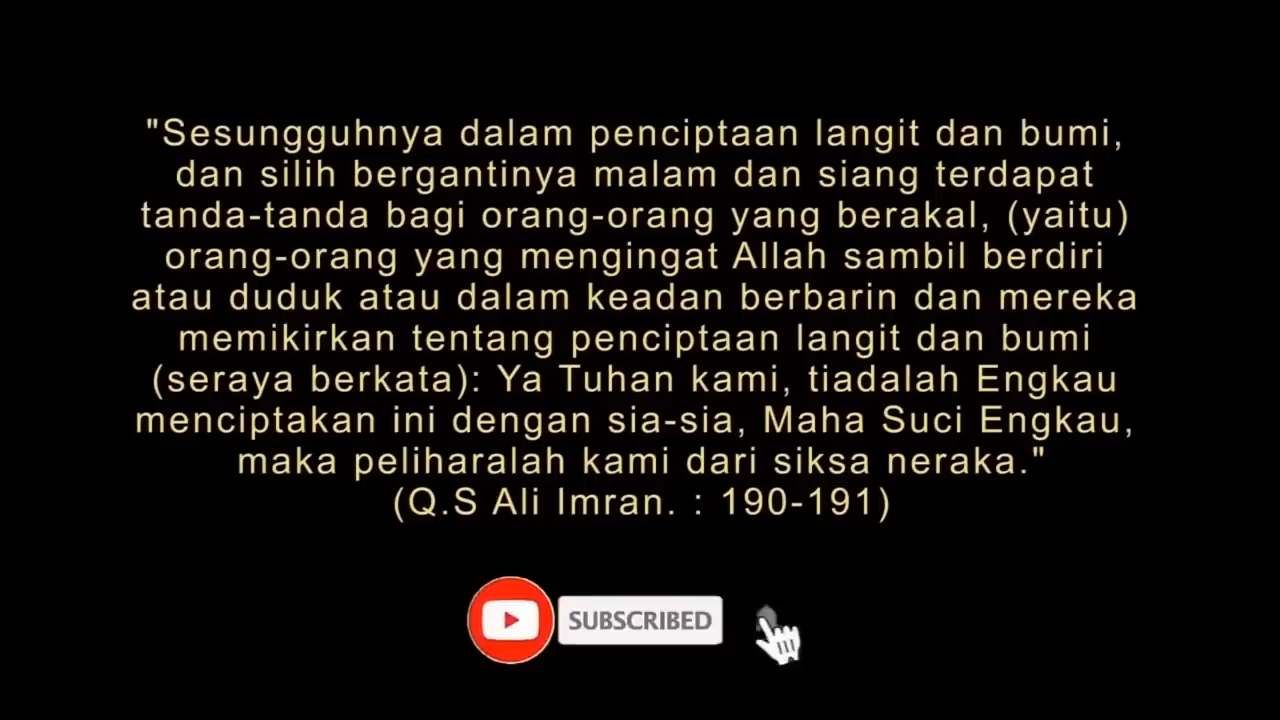 "Sesungguhnya dalam penciptaan langit dan bumi,
dan silih bergantinya malam dan siang terdapat
tanda-tanda bagi orang-orang yang berakal, (yaitu)
orang-orang yang mengingat Allah sambil berdiri
atau duduk atau dalam keadan berbarin dan mereka
memikirkan tentang penciptaan langit dan bumi
(seraya berkata): Ya Tuhan kami, tiadalah Engkau
menciptakan ini dengan sia-sia, Maha Suci Engkau,
maka peliharalah kami dari siksa neraka."
(Q.S Ali Imran. : 190-191)
SUBSCRIBED